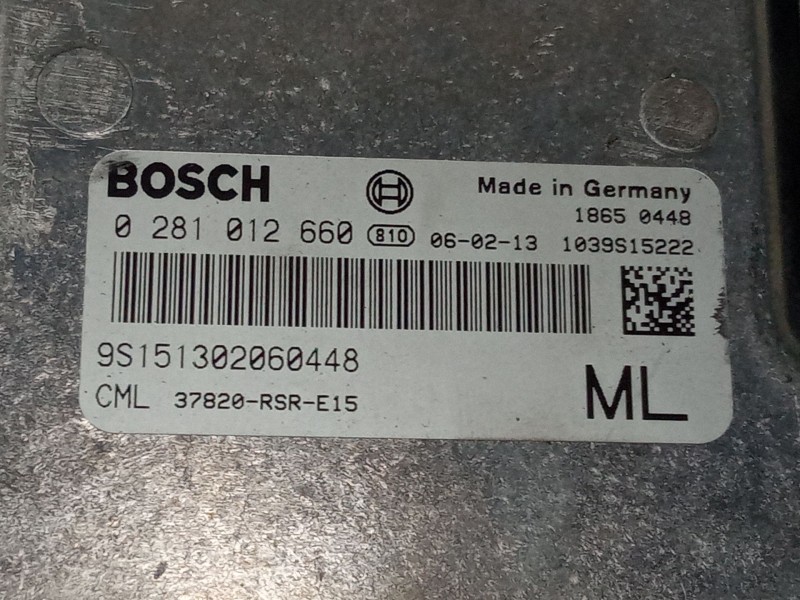 BOSCH
Made in Germany
1865 0448
0 281 012 660 810 06-02-13 1039S15222
9S151302060448
CML 37820-RSR-E15
ML